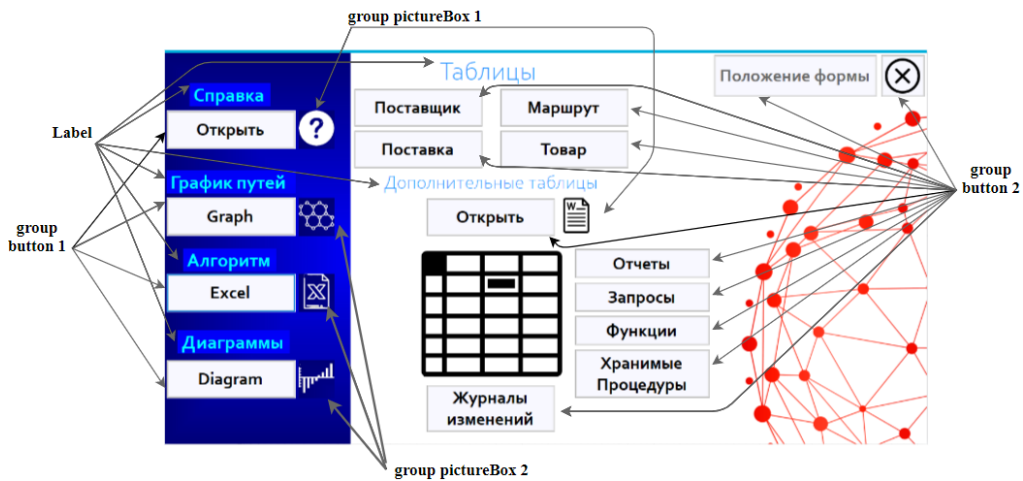 group pictureBox 1
Таблицы
Положение формы
Справка
Поставщик
Маршрут
Открыть
?
Label
Поставка
Товар
График путей
Дополнительные таблицы
group
button 2
Graph
Открыть
W
group
button 1
Алгоритм
Отчеты
Excel
X
Запросы
Функции
Диаграммы
Хранимые
Процедуры
Diagram
Журналы
изменений
group pictureBox 2